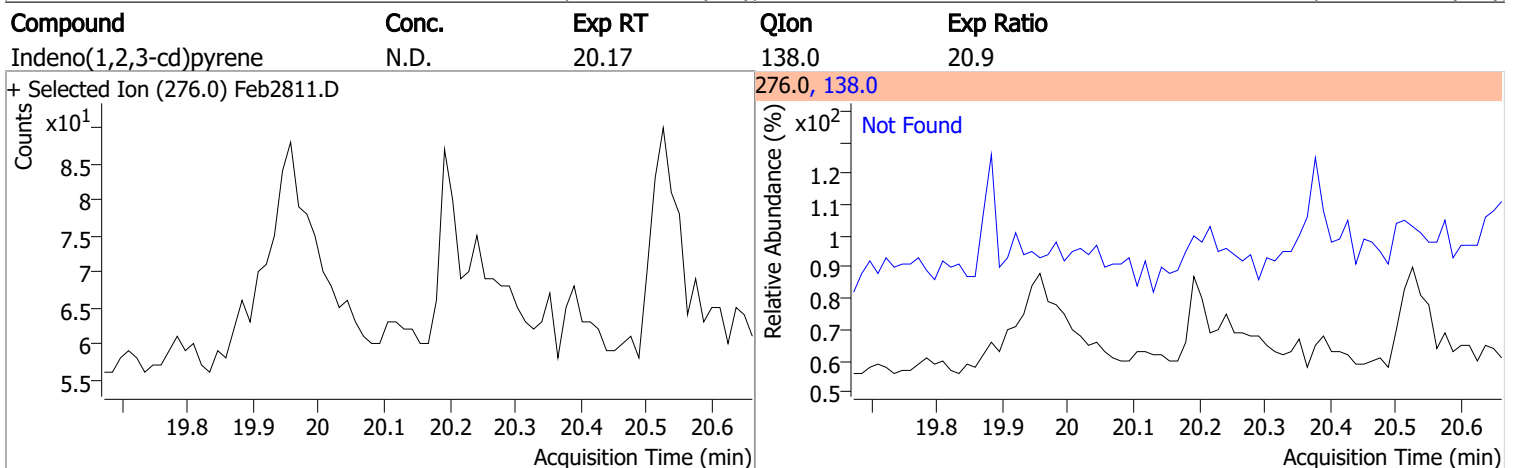 Compound Conc. Exp RT QIon Exp Ratio
Indeno(1,2,3-cd)pyrene N.D. 20.17 138.0 20.9
+ Selected Ion (276.0) Feb2811.D
Counts
x10¹
8.5
8
7.5
7
6.5
6
5.5
19.8 19.9 20 20.1 20.2 20.3 20.4 20.5 20.6
Acquisition Time (min)
276.0, 138.0
Relative Abundance (%)
x10²
Not Found
1.2
1.1
1
0.9
0.8
0.7
0.6
0.5
19.8 19.9 20 20.1 20.2 20.3 20.4 20.5 20.6
Acquisition Time (min)